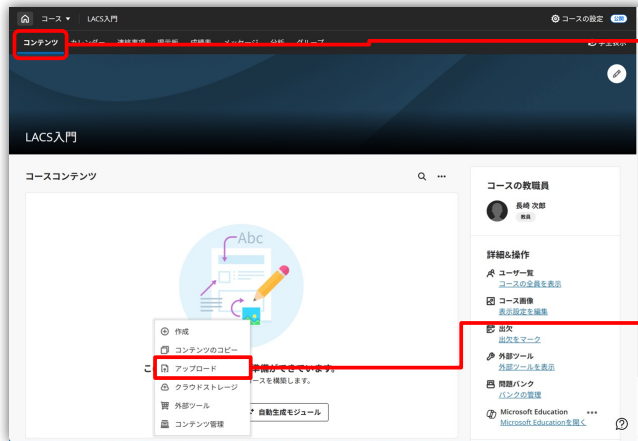 コース ▼ LACS入門
コースの設定 公開
コンテンツ カレンダー 連絡事項 掲示板 成績表 メッセージ 分析 グループ 学生表示
LACS入門
コースコンテンツ
コースの教職員
長崎 次郎
教員
Abc
詳細&操作
ユーザ一覧
コースの全員を表示
コース画像
表示設定を編集
出欠
出欠をマーク
外部ツール
外部ツールを表示
問題バンク
バンクの管理
Microsoft Education
Microsoft Educationを開く
作成
コンテンツのコピー
アップロード
クラウドストレージ
外部ツール
コンテンツ管理
こ 準備ができています。
ースを構築します。
自動生成モジュール